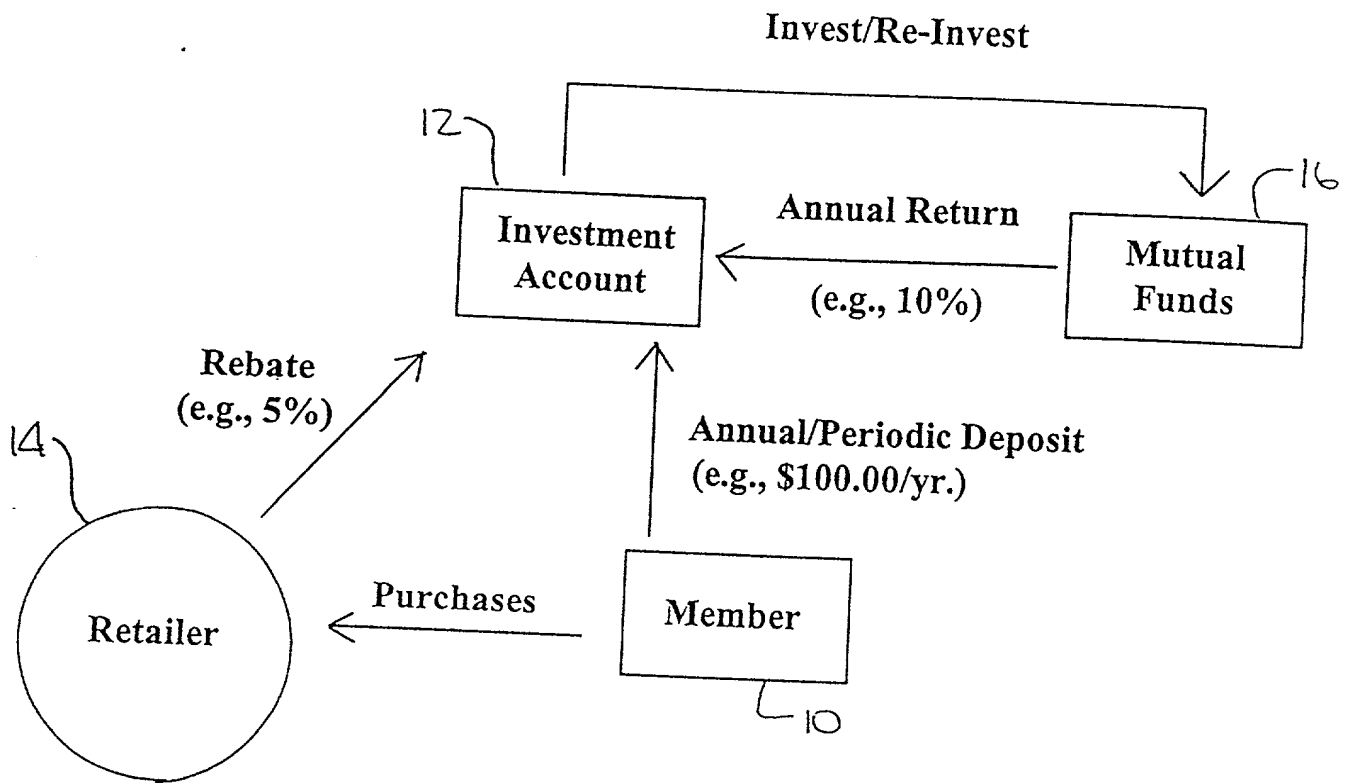 Invest/Re-Invest
12
16
Investment
Account
Annual Return
(e.g., 10%)
Mutual
Funds
Rebate
(e.g., 5%)
14
Annual/Periodic Deposit
(e.g., $100.00/yr.)
Retailer
Purchases
Member
10